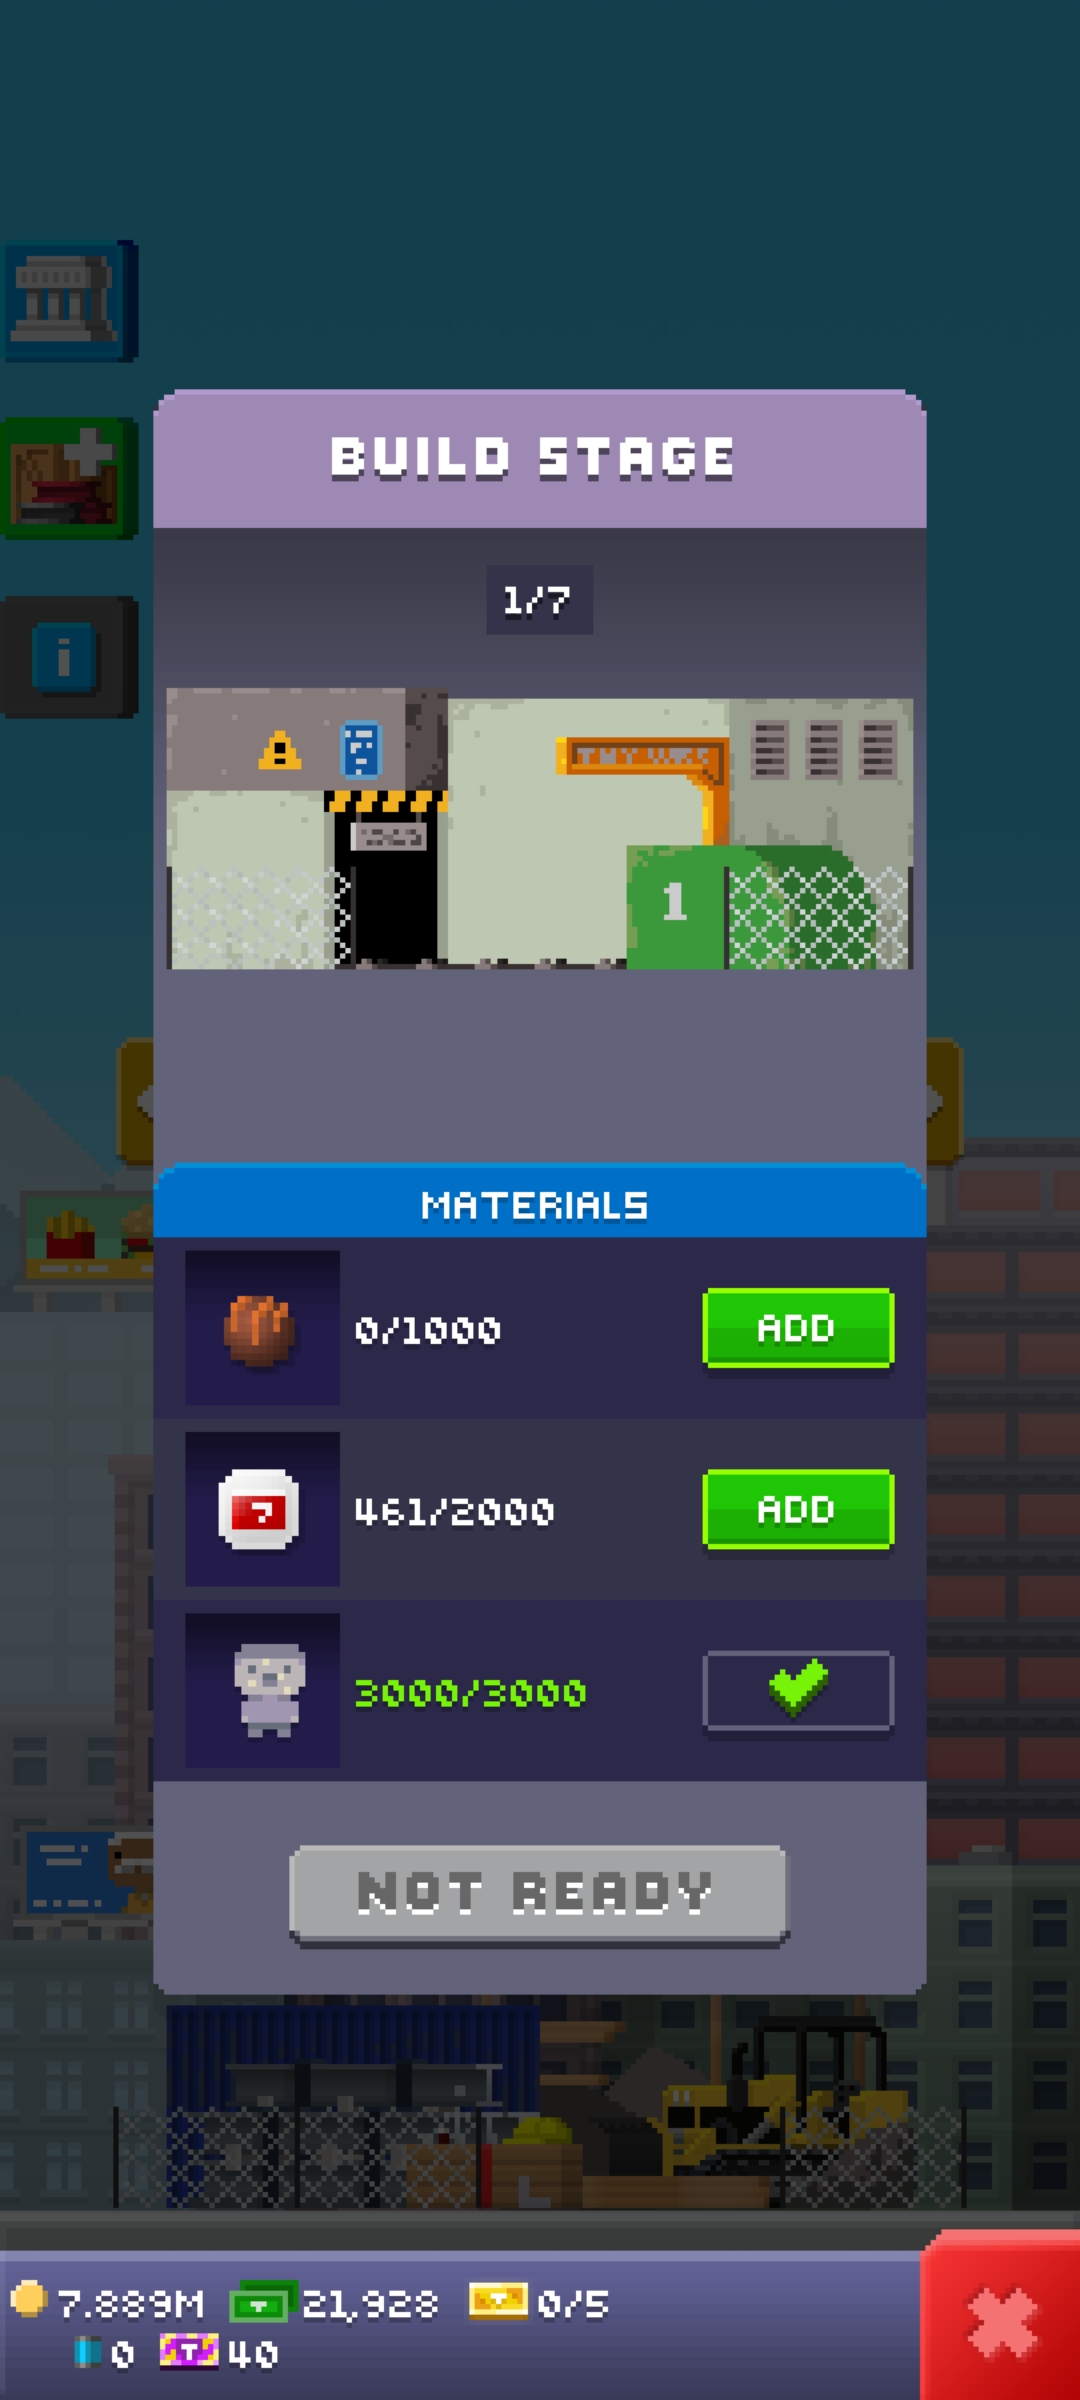 BUILD STAGE
1/7
1
MATERIALS
0/1000 ADD
461/2000 ADD
3000/3000
NOT READY
7.889M 21,928 0/5
0 40